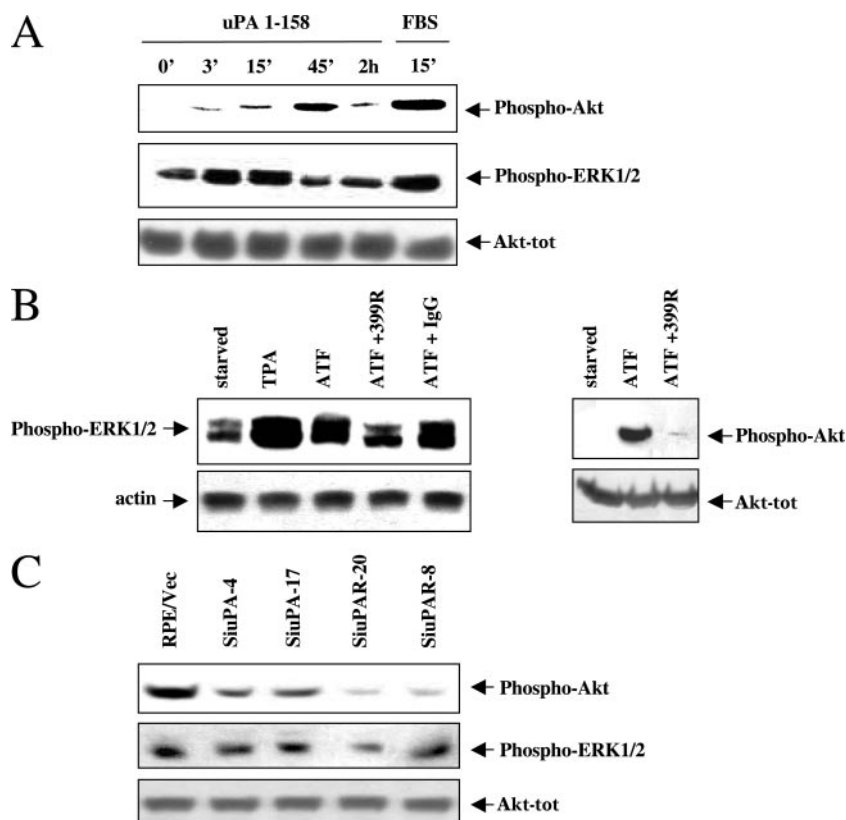 A
uPA 1-158 FBS
0' 3' 15' 45' 2h 15'
Phospho-Akt
Phospho-ERK1/2
Akt-tot
B
starved TPA ATF ATF +399R ATF + IgG
starved ATF ATF +399R
Phospho-ERK1/2
Phospho-Akt
actin
Akt-tot
C
RPE/Vec SiuPA-4 SiuPA-17 SiuPAR-20 SiuPAR-8
Phospho-Akt
Phospho-ERK1/2
Akt-tot